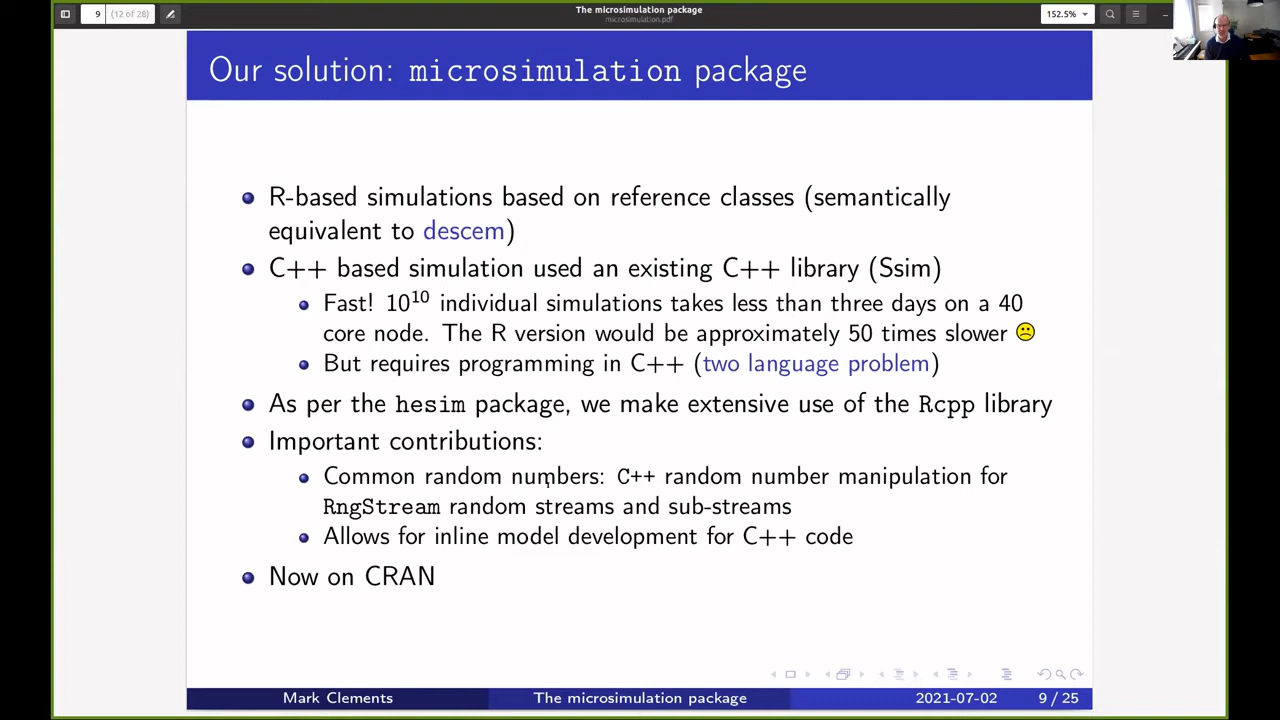 The microsimulation package
microsimulation.pdf
9 (12 of 28)
152.5%
Our solution: microsimulation package
R-based simulations based on reference classes (semantically
equivalent to descem)
C++ based simulation used an existing C++ library (Ssim)
Fast! 10^10 individual simulations takes less than three days on a 40
core node. The R version would be approximately 50 times slower ☹
But requires programming in C++ (two language problem)
As per the hesim package, we make extensive use of the Rcpp library
Important contributions:
Common random numbers: C++ random number manipulation for
RngStream random streams and sub-streams
Allows for inline model development for C++ code
Now on CRAN
Mark Clements The microsimulation package 2021-07-02 9 / 25